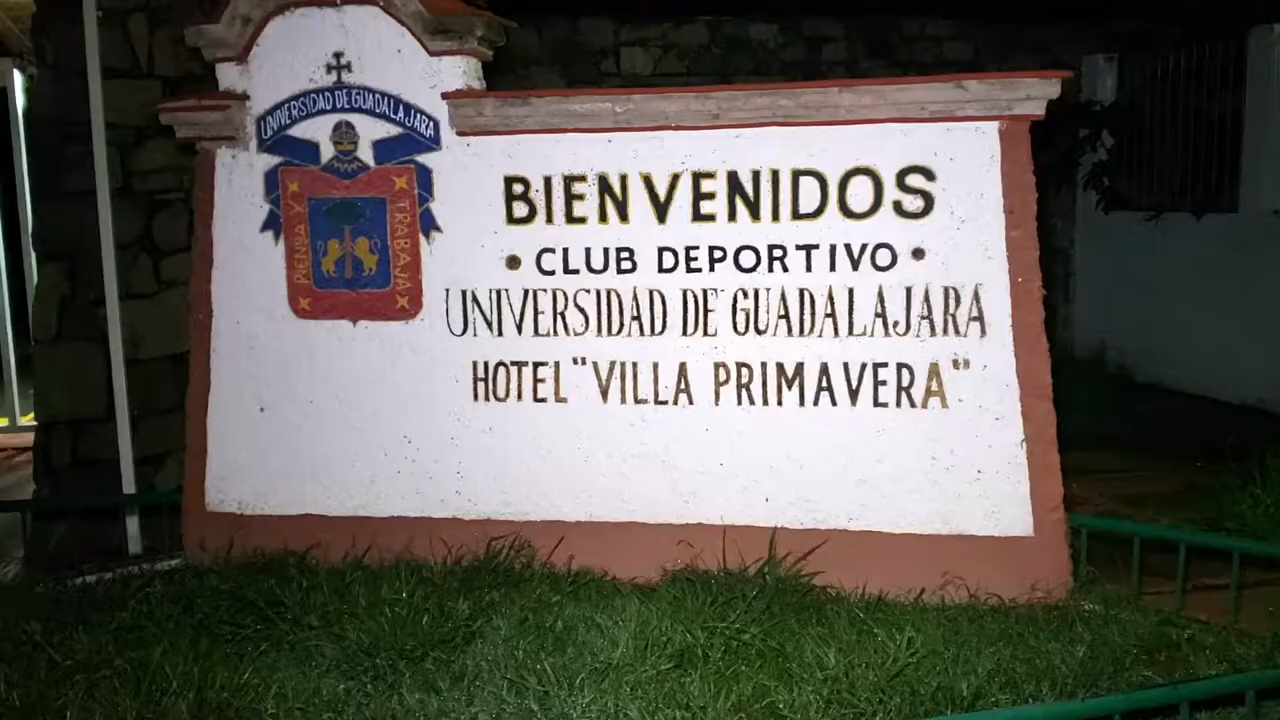 UNIVERSIDAD DE GUADALAJARA
PIENSA Y
TRABAJA
BIENVENIDOS
• CLUB DEPORTIVO •
UNIVERSIDAD DE GUADALAJARA
HOTEL "VILLA PRIMAVERA"